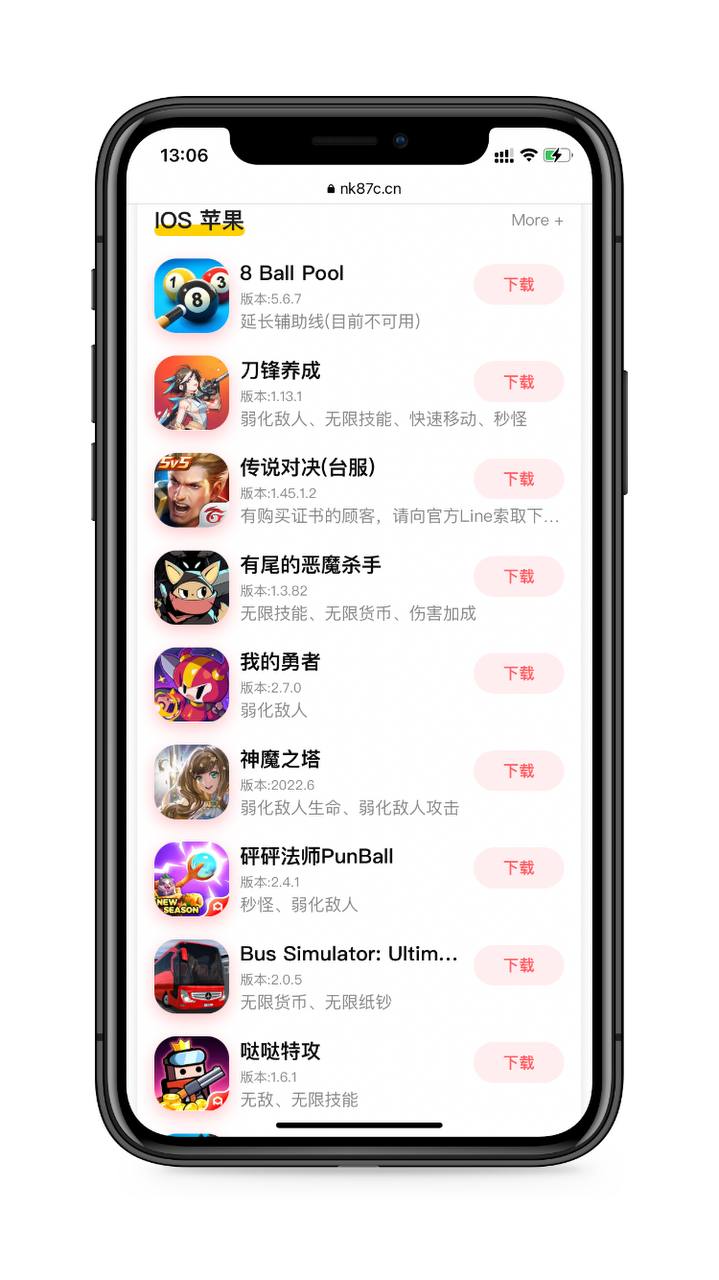 13:06
nk87c.cn
IOS 苹果
More +
8 Ball Pool
版本:5.6.7
延长辅助线(目前不可用)
下载
刀锋养成
版本:1.13.1
弱化敌人、无限技能、快速移动、秒怪
下载
5v5
传说对决(台服)
版本:1.45.1.2
有购买证书的顾客，请向官方Line索取下...
下载
有尾的恶魔杀手
版本:1.3.82
无限技能、无限货币、伤害加成
下载
我的勇者
版本:2.7.0
弱化敌人
下载
神魔之塔
版本:2022.6
弱化敌人生命、弱化敌人攻击
下载
NEW
SEASON
砰砰法师PunBall
版本:2.4.1
秒怪、弱化敌人
下载
Bus Simulator: Ultim...
版本:2.0.5
无限货币、无限纸钞
下载
哒哒特攻
版本:1.6.1
无敌、无限技能
下载